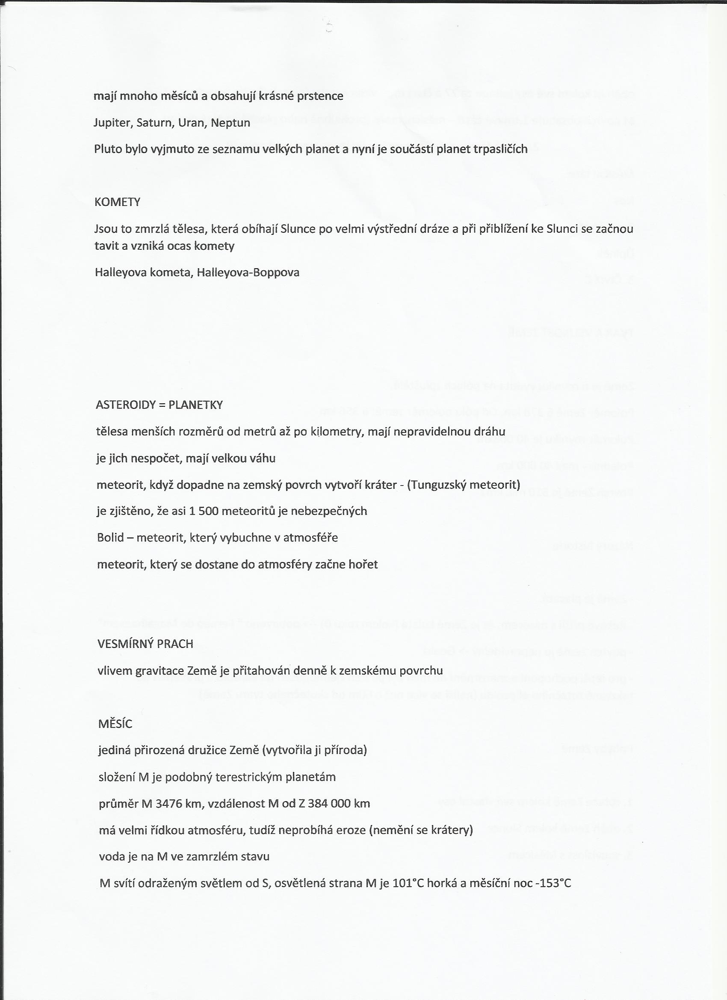 mají mnoho měsíců a obsahují krásné prstence
Jupiter, Saturn, Uran, Neptun
Pluto bylo vyjmuto ze seznamu velkých planet a nyní je součástí planet trpasličích
KOMETY
Jsou to zmrzlá tělesa, která obíhají Slunce po velmi výstřední dráze a při přiblížení ke Slunci se začnou
tavit a vzniká ocas komety
Halleyova kometa, Halleyova-Boppova
ASTEROIDY = PLANETKY
tělesa menších rozměrů od metrů až po kilometry, mají nepravidelnou dráhu
je jich nespočet, mají velkou váhu
meteorit, když dopadne na zemský povrch vytvoří kráter - (Tunguzský meteorit)
je zjištěno, že asi 1 500 meteoritů je nebezpečných
Bolid – meteorit, který vybuchne v atmosféře
meteorit, který se dostane do atmosféry začne hořet
VESMÍRNÝ PRACH
vlivem gravitace Země je přitahován denně k zemskému povrchu
MĚSÍC
jediná přirozená družice Země (vytvořila ji příroda)
složení M je podobný terestrickým planetám
průměr M 3476 km, vzdálenost M od Z 384 000 km
má velmi řídkou atmosféru, tudíž neprobíhá eroze (nemění se krátery)
voda je na M ve zamrzlém stavu
M svítí odraženým světlem od S, osvětlená strana M je 101°C horká a měsíční noc -153°C